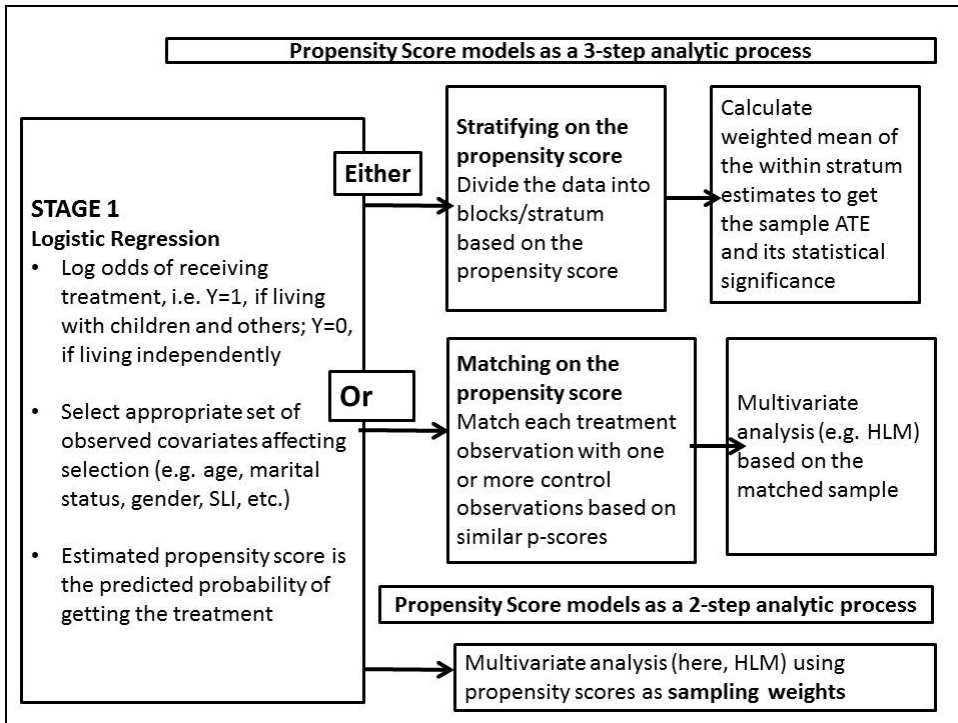 Propensity Score models as a 3-step analytic process
STAGE 1
Logistic Regression
• Log odds of receiving
treatment, i.e. Y=1, if living
with children and others; Y=0,
if living independently
• Select appropriate set of
observed covariates affecting
selection (e.g. age, marital
status, gender, SLI, etc.)
• Estimated propensity score is
the predicted probability of
getting the treatment
Either
Stratifying on the
propensity score
Divide the data into
blocks/stratum
based on the
propensity score
Calculate
weighted mean of
the within stratum
estimates to get
the sample ATE
and its statistical
significance
Or
Matching on the
propensity score
Match each treatment
observation with one
or more control
observations based on
similar p-scores
Multivariate
analysis (e.g. HLM)
based on the
matched sample
Propensity Score models as a 2-step analytic process
Multivariate analysis (here, HLM) using
propensity scores as sampling weights